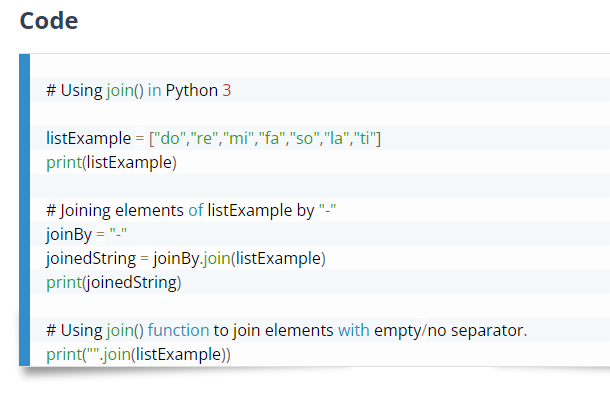 Code
# Using join() in Python 3
listExample = ["do","re","mi","fa","so","la","ti"]
print(listExample)
# Joining elements of listExample by "-"
joinBy = "-"
joinedString = joinBy.join(listExample)
print(joinedString)
# Using join() function to join elements with empty/no separator.
print("".join(listExample))